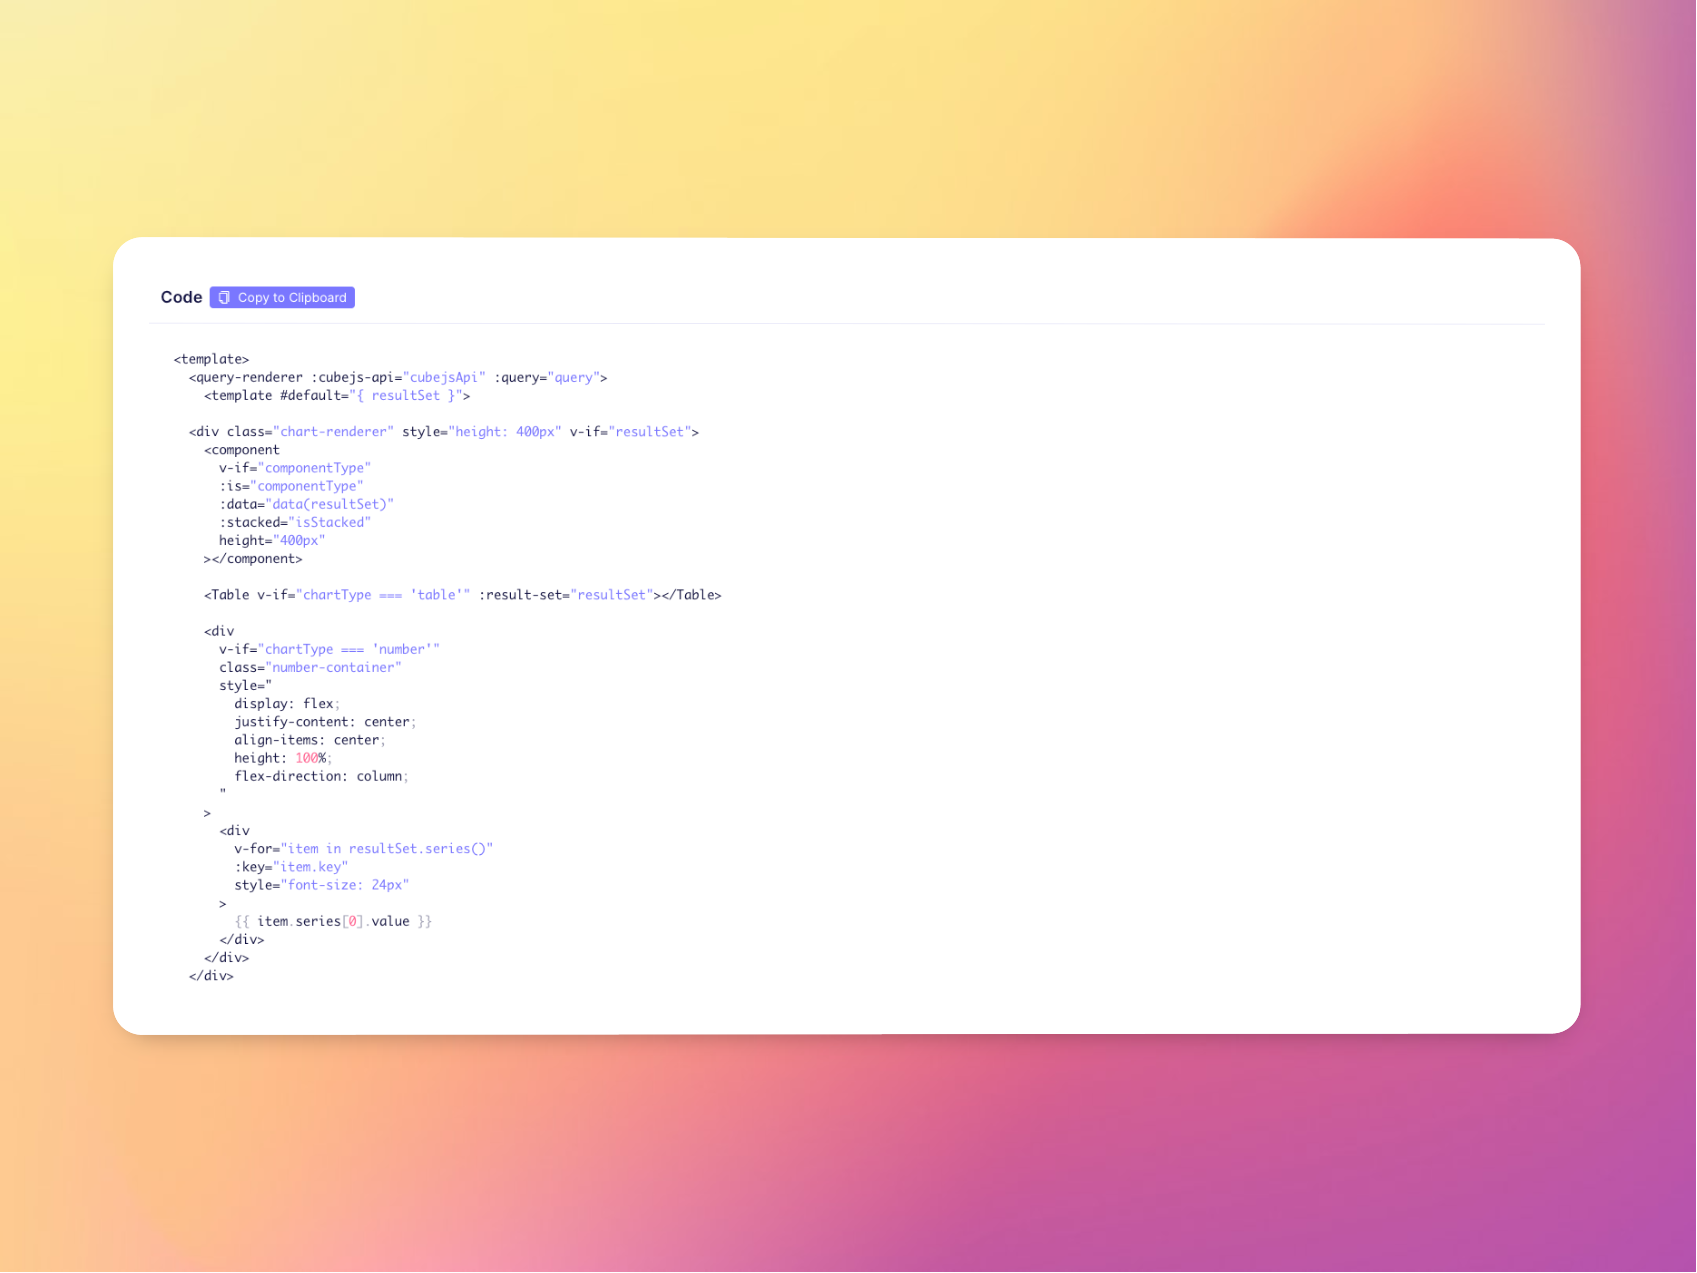 Code
Copy to Clipboard
<template>
  <query-renderer :cubejs-api="cubejsApi" :query="query">
    <template #default="{ resultSet }">

  <div class="chart-renderer" style="height: 400px" v-if="resultSet">
    <component
      v-if="componentType"
      :is="componentType"
      :data="data(resultSet)"
      :stacked="isStacked"
      height="400px"
    ></component>

    <Table v-if="chartType === 'table'" :result-set="resultSet"></Table>

    <div
      v-if="chartType === 'number'"
      class="number-container"
      style="
        display: flex;
        justify-content: center;
        align-items: center;
        height: 100%;
        flex-direction: column;
      "
    >
      <div
        v-for="item in resultSet.series()"
        :key="item.key"
        style="font-size: 24px"
      >
        {{ item.series[0].value }}
      </div>
    </div>
  </div>